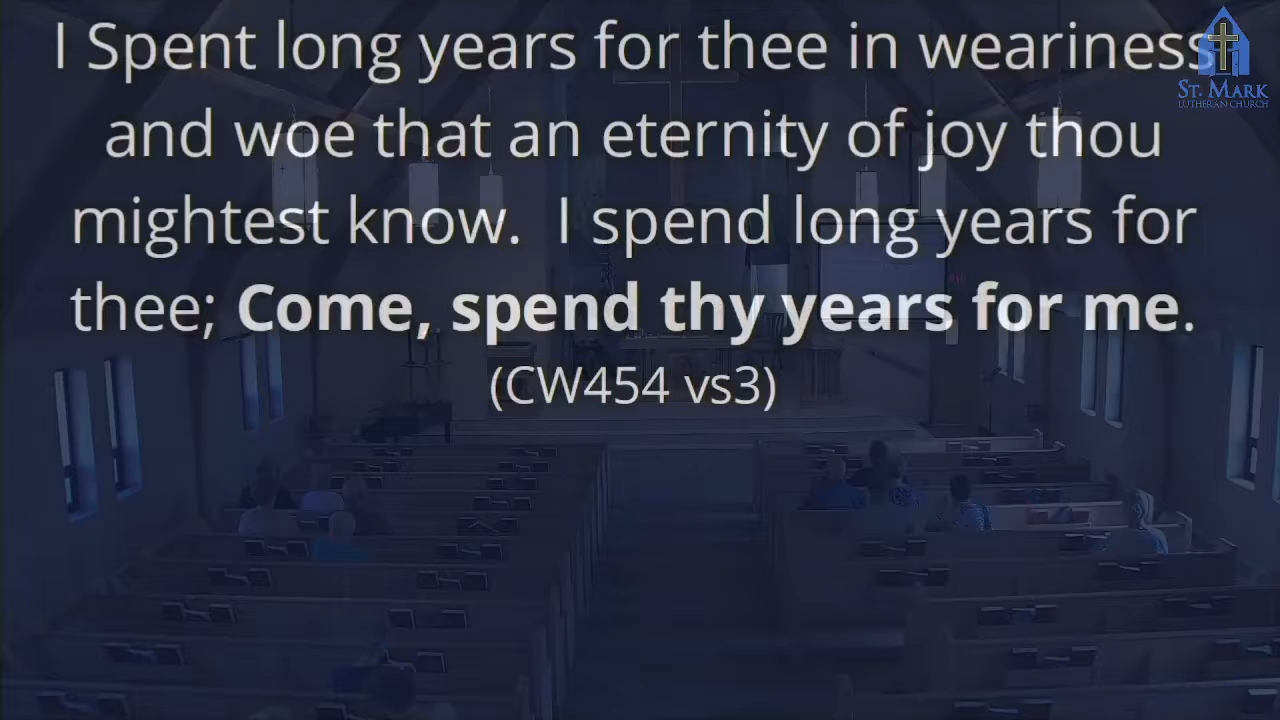 I Spent long years for thee in weariness
and woe that an eternity of joy thou
mightest know.  I spend long years for
thee; Come, spend thy years for me.
(CW454 vs3)
ST. MARK
LUTHERAN CHURCH